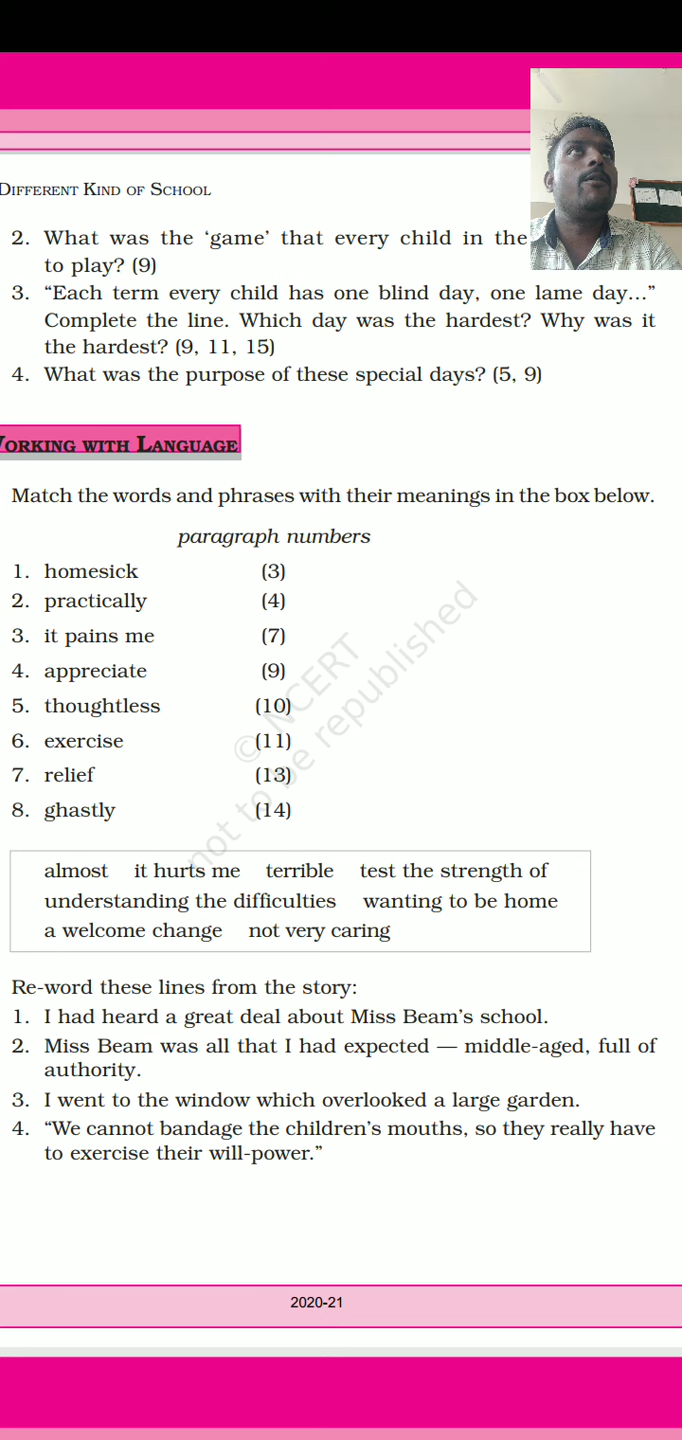 DIFFERENT KIND OF SCHOOL
2. What was the ‘game’ that every child in the
to play? (9)
3. “Each term every child has one blind day, one lame day...”
Complete the line. Which day was the hardest? Why was it
the hardest? (9, 11, 15)
4. What was the purpose of these special days? (5, 9)
ORKING WITH LANGUAGE
Match the words and phrases with their meanings in the box below.
paragraph numbers
1. homesick (3)
2. practically (4)
3. it pains me (7)
4. appreciate (9)
5. thoughtless (10)
6. exercise (11)
7. relief (13)
8. ghastly (14)
© NCERT
not to be republished
almost it hurts me terrible test the strength of
understanding the difficulties wanting to be home
a welcome change not very caring
Re-word these lines from the story:
1. I had heard a great deal about Miss Beam’s school.
2. Miss Beam was all that I had expected — middle-aged, full of
authority.
3. I went to the window which overlooked a large garden.
4. “We cannot bandage the children’s mouths, so they really have
to exercise their will-power.”
2020-21